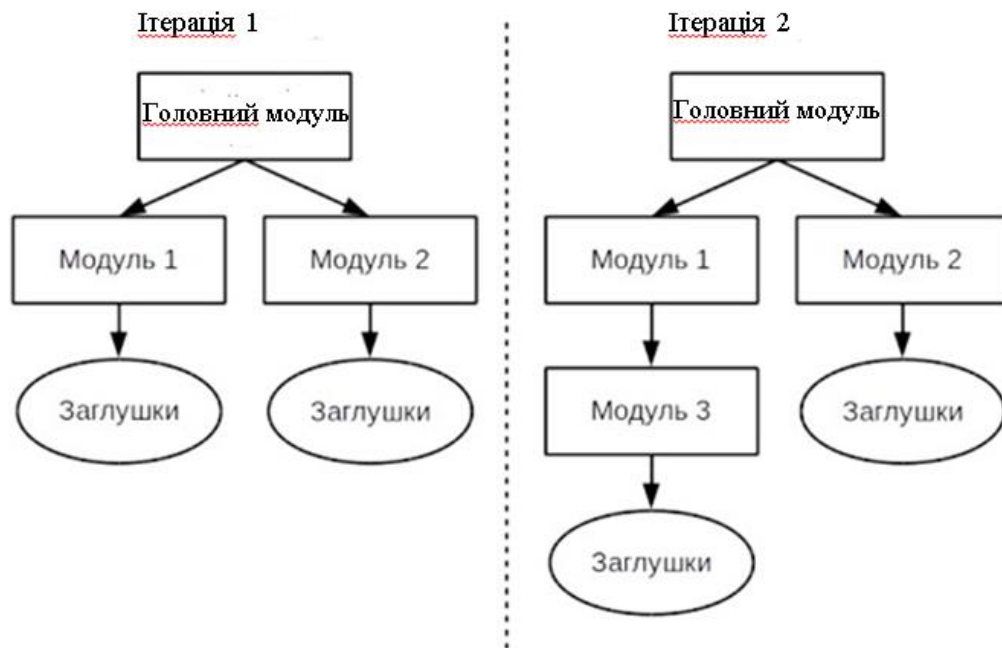 Ітерація 1
Ітерація 2
Головний модуль
Головний модуль
Модуль 1
Модуль 2
Модуль 1
Модуль 2
Заглушки
Заглушки
Модуль 3
Заглушки
Заглушки